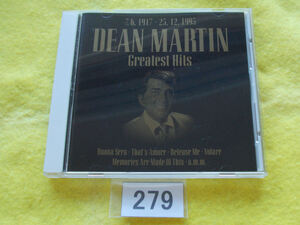 7. 6. 1917 - 25. 12. 1995
DEAN MARTIN
Greatest Hits
Buona Sera · That's Amore · Release Me · Volare
Memories Are Made Of This · u.v.m.
279